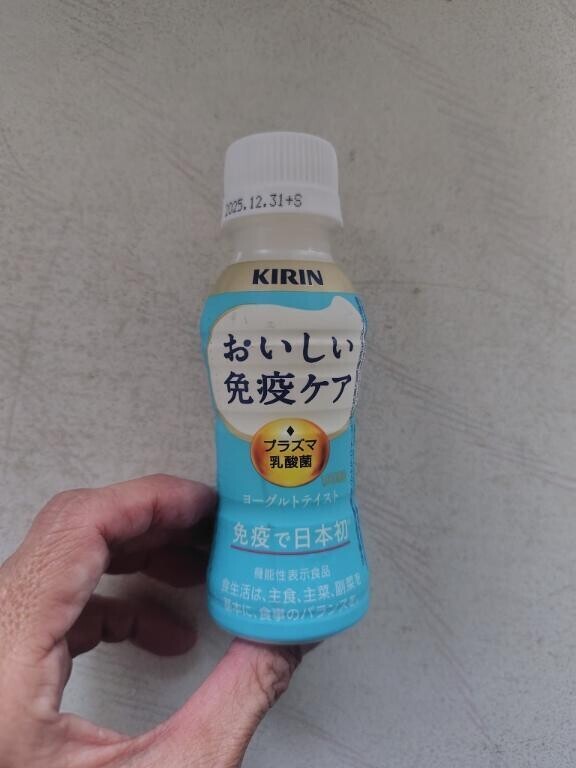 2025.12.31+S
KIRIN
おいしい
免疫ケア
プラズマ
乳酸菌
ヨーグルトテイスト
免疫で日本初
機能性表示食品
食生活は、主食、主菜、副菜を
基本に、食事のバランスを